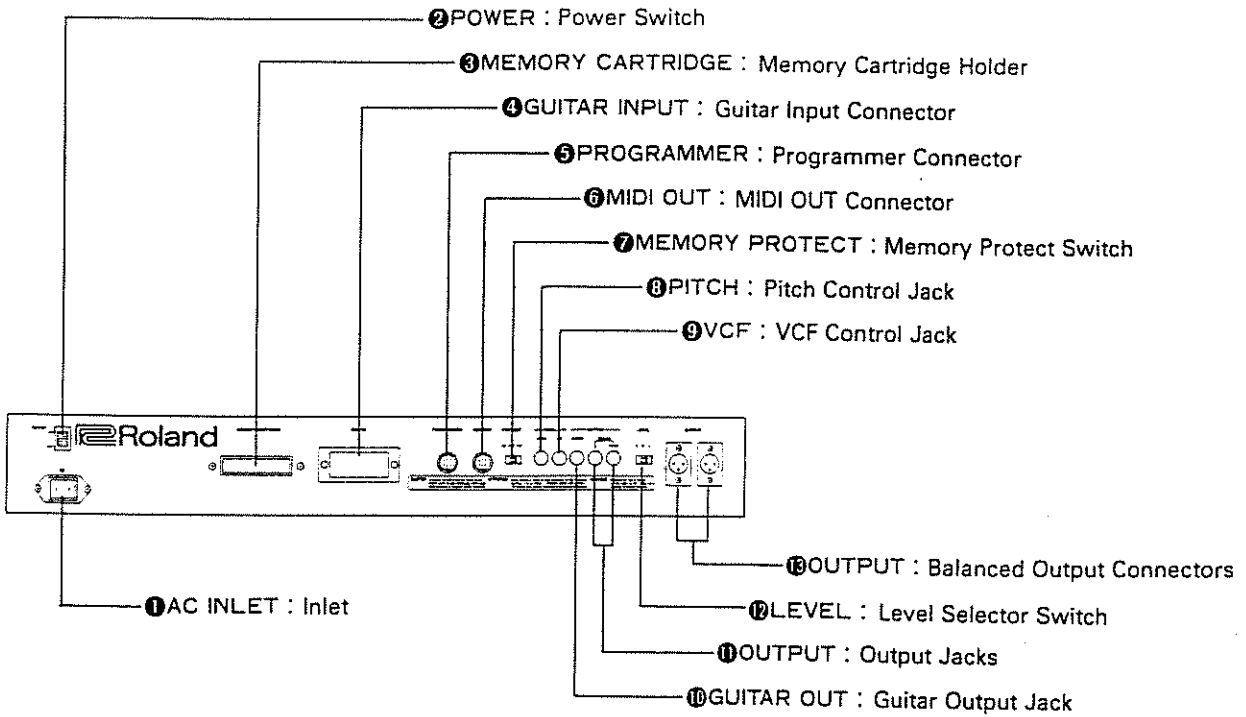 ❷POWER : Power Switch
❸MEMORY CARTRIDGE : Memory Cartridge Holder
❹GUITAR INPUT : Guitar Input Connector
❺PROGRAMMER : Programmer Connector
❻MIDI OUT : MIDI OUT Connector
❼MEMORY PROTECT : Memory Protect Switch
❽PITCH : Pitch Control Jack
❾VCF : VCF Control Jack
Roland
⓭OUTPUT : Balanced Output Connectors
❶AC INLET : Inlet
⓬LEVEL : Level Selector Switch
⓫OUTPUT : Output Jacks
❿GUITAR OUT : Guitar Output Jack